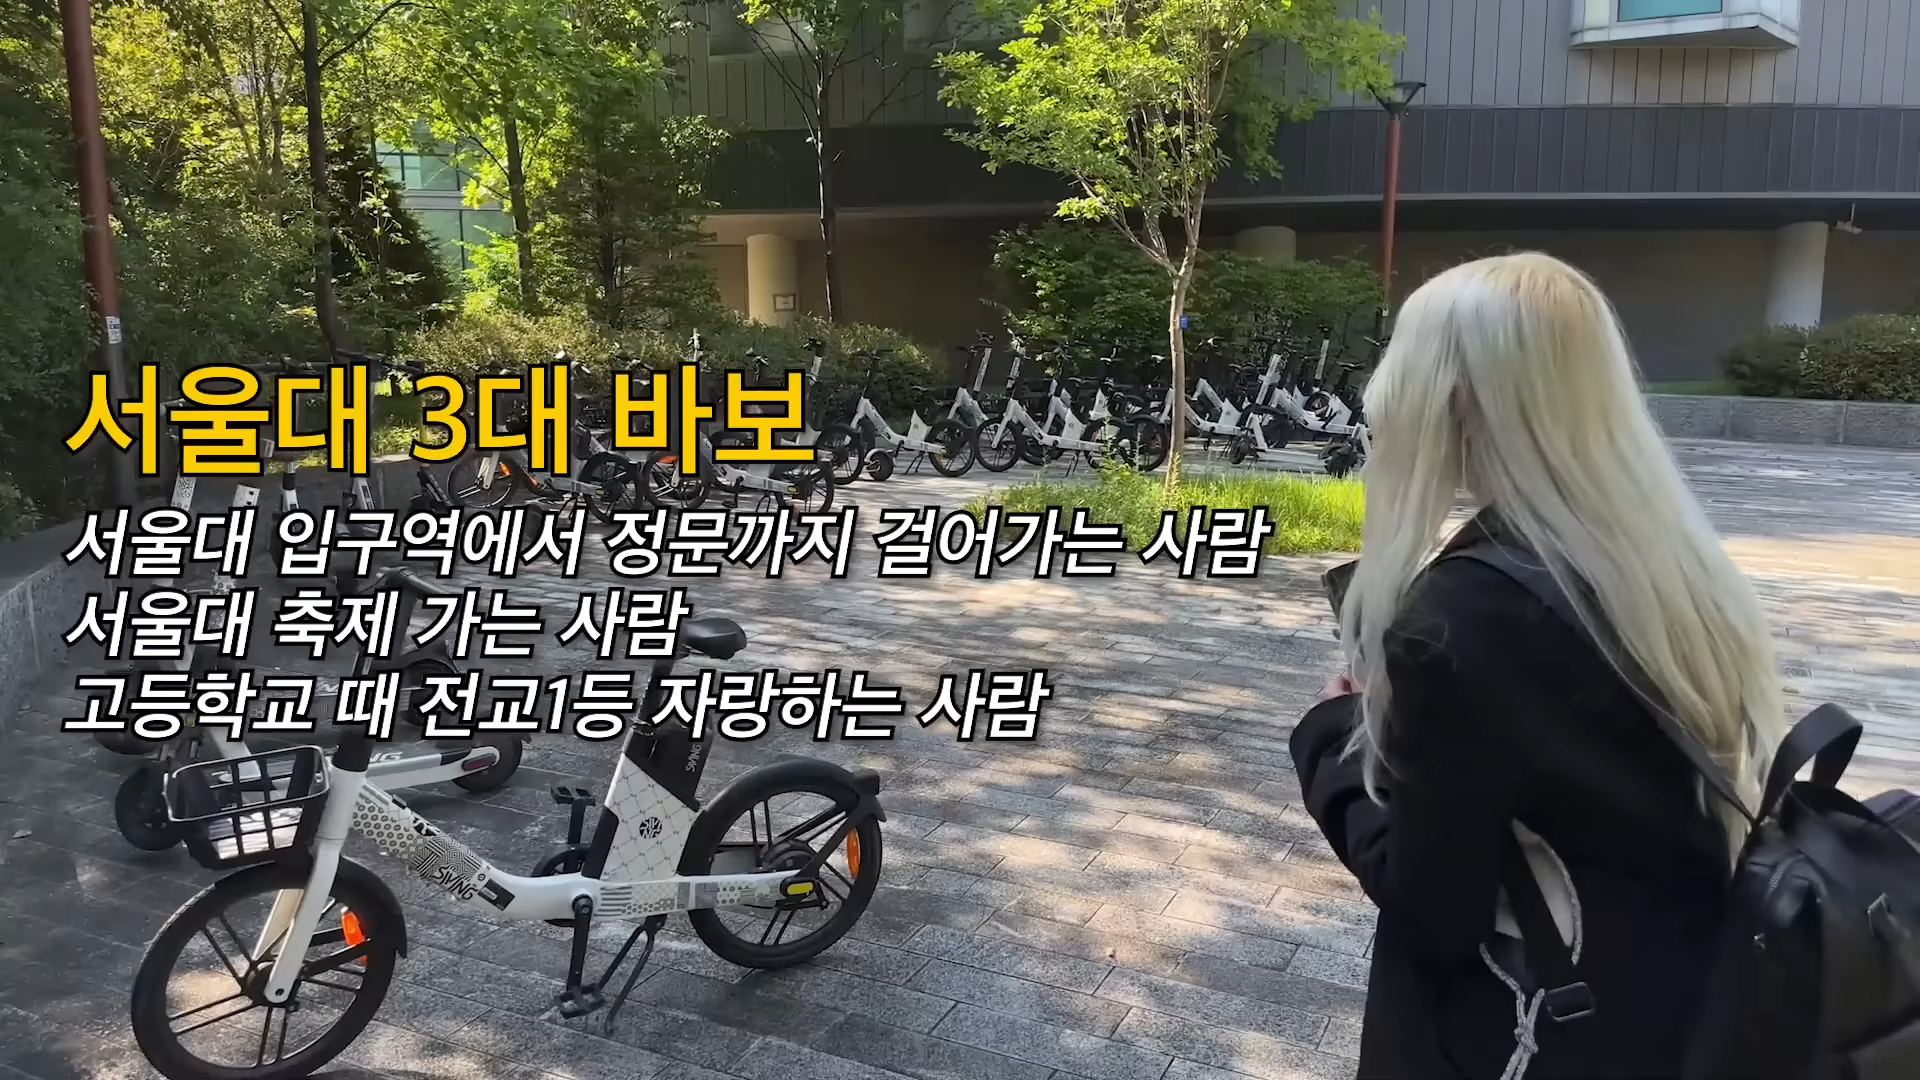 서울대 3대 바보
서울대 입구역에서 정문까지 걸어가는 사람
서울대 축제 가는 사람
고등학교 때 전교1등 자랑하는 사람
SWING
SWING